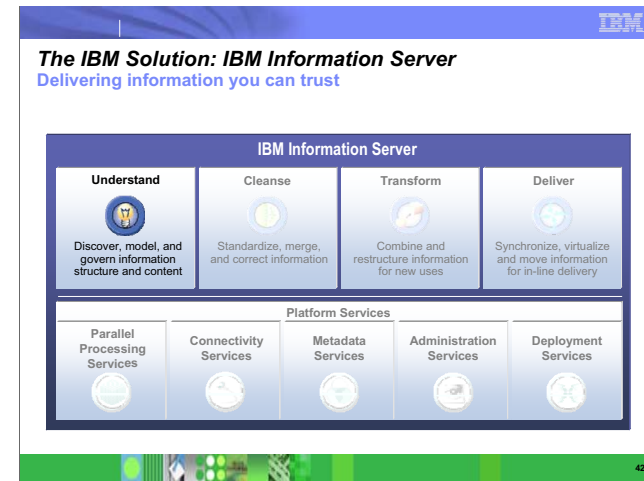 IBM
The IBM Solution: IBM Information Server
Delivering information you can trust
IBM Information Server
Understand
Discover, model, and
govern information
structure and content
Cleanse
Standardize, merge,
and correct information
Transform
Combine and
restructure information
for new uses
Deliver
Synchronize, virtualize
and move information
for in-line delivery
Platform Services
Parallel
Processing
Services
Connectivity
Services
Metadata
Services
Administration
Services
Deployment
Services
42